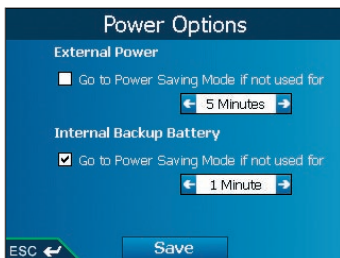 Power Options
External Power
Go to Power Saving Mode if not used for
5 Minutes
Internal Backup Battery
Go to Power Saving Mode if not used for
1 Minute
ESC Save